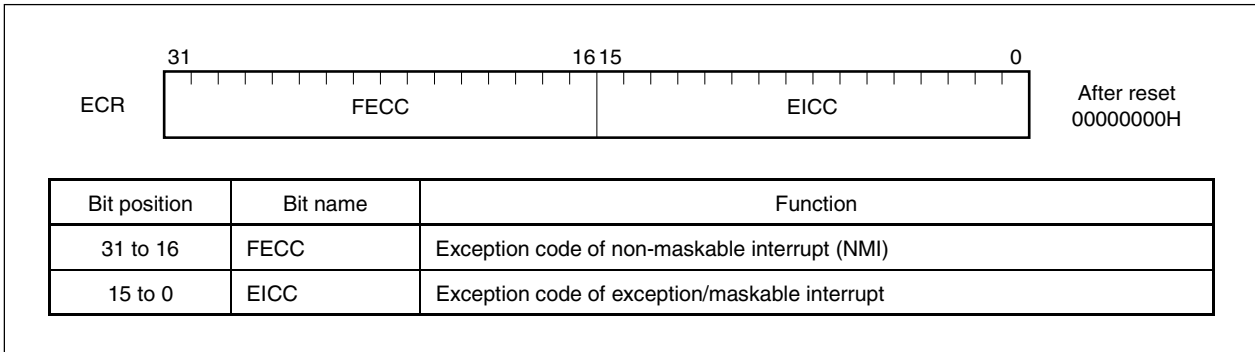 31 16 15 0
ECR FECC EICC After reset
00000000H
Bit position Bit name Function
31 to 16 FECC Exception code of non-maskable interrupt (NMI)
15 to 0 EICC Exception code of exception/maskable interrupt